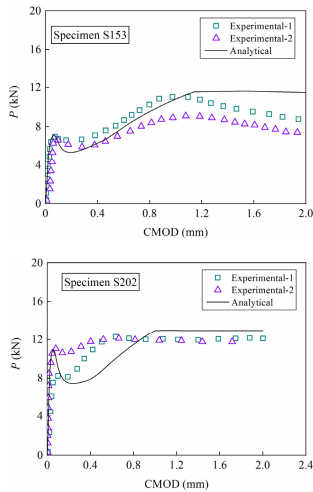 20
Specimen S153
Experimental-1
Experimental-2
Analytical
16
12
P (kN)
8
4
0
0.0 0.4 0.8 1.2 1.6 2.0
CMOD (mm)
20
Specimen S202
Experimental-1
Experimental-2
Analytical
16
12
P (kN)
8
4
0
0.0 0.4 0.8 1.2 1.6 2.0 2.4
CMOD (mm)